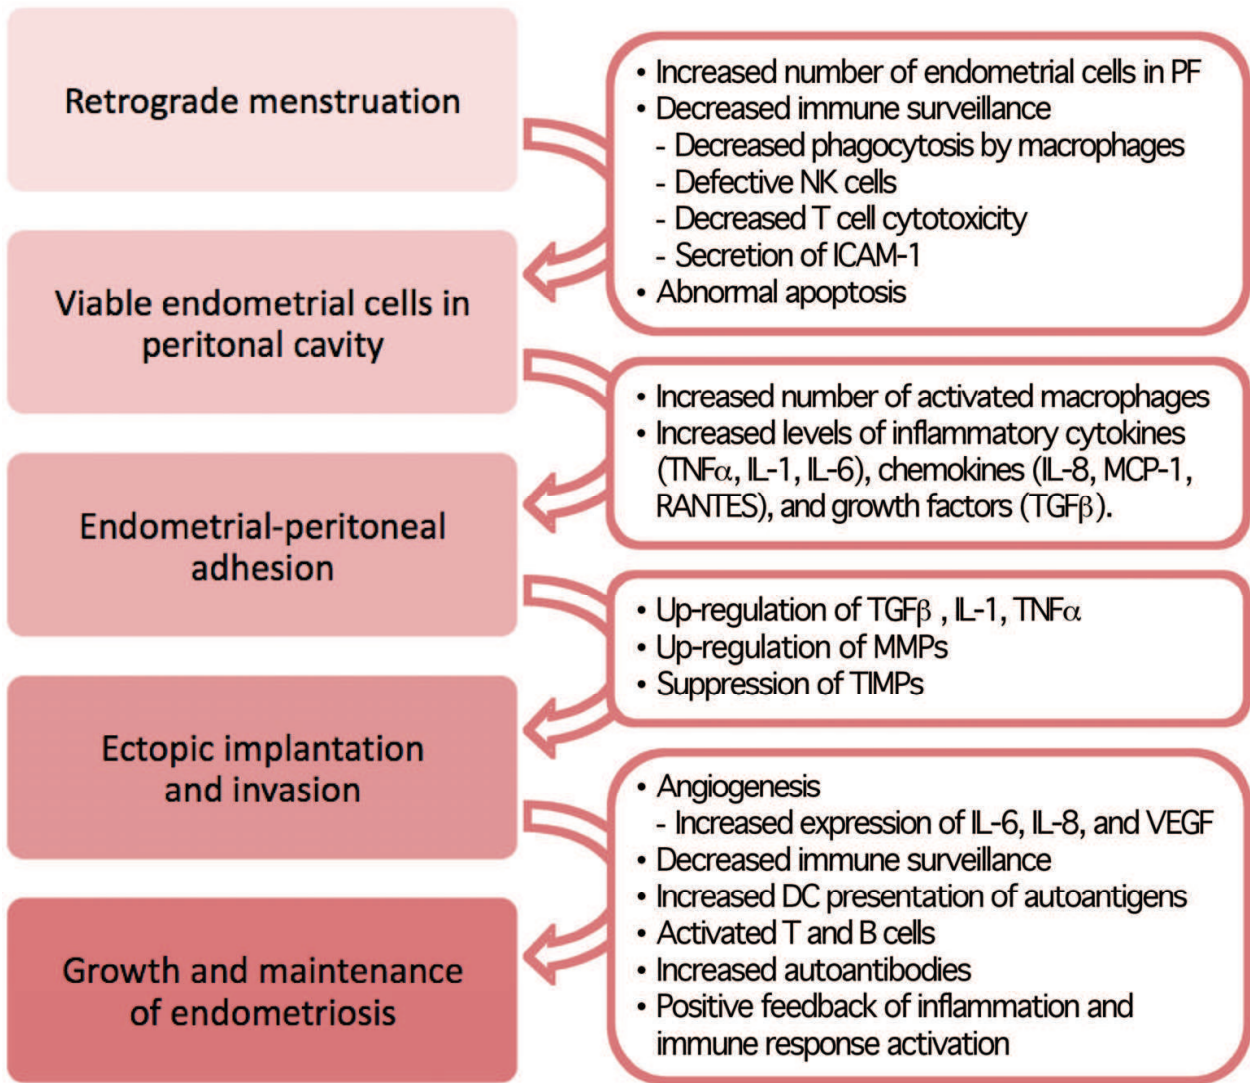 Retrograde menstruation
• Increased number of endometrial cells in PF
• Decreased immune surveillance
- Decreased phagocytosis by macrophages
- Defective NK cells
- Decreased T cell cytotoxicity
- Secretion of ICAM-1
• Abnormal apoptosis
Viable endometrial cells in
peritonal cavity
• Increased number of activated macrophages
• Increased levels of inflammatory cytokines
(TNFα, IL-1, IL-6), chemokines (IL-8, MCP-1,
RANTES), and growth factors (TGFβ).
Endometrial-peritoneal
adhesion
• Up-regulation of TGFβ , IL-1, TNFα
• Up-regulation of MMPs
• Suppression of TIMPs
Ectopic implantation
and invasion
• Angiogenesis
- Increased expression of IL-6, IL-8, and VEGF
• Decreased immune surveillance
• Increased DC presentation of autoantigens
• Activated T and B cells
• Increased autoantibodies
• Positive feedback of inflammation and
immune response activation
Growth and maintenance
of endometriosis